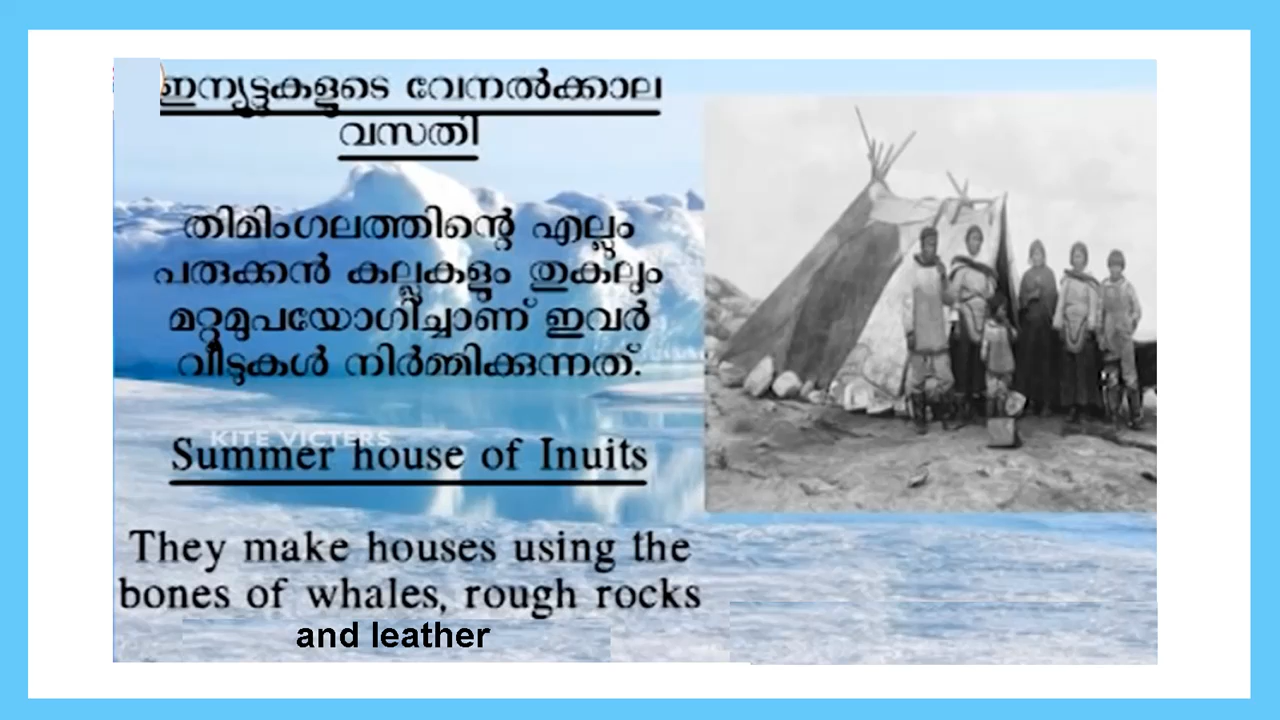 ഇന്യൂട്ടുകളുടെ വേനൽക്കാല
വസതി
തിമിംഗലത്തിന്റെ എല്ലും
പരുക്കൻ കല്ലുകളും തുകലും
മറ്റുമുപയോഗിച്ചാണ് ഇവർ
വീടുകൾ നിർമ്മിക്കുന്നത്.
KITE VICTERS
Summer house of Inuits
They make houses using the
bones of whales, rough rocks
and leather